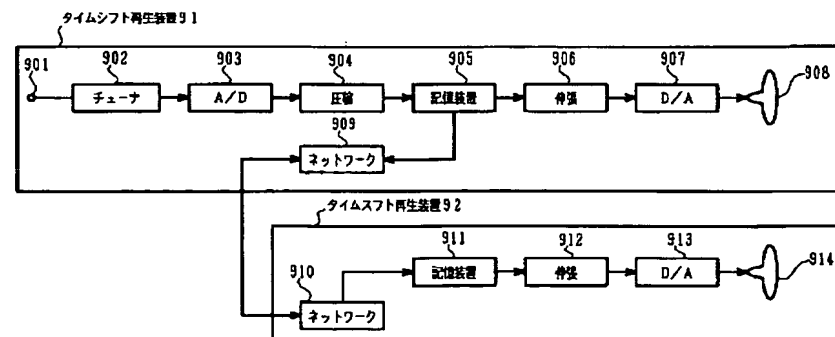 タイムシフト再生装置91
901
902
903
904
905
906
907
908
チューナ
A/D
圧縮
記憶装置
伸張
D/A
909
ネットワーク
タイムスフト再生装置92
910
911
912
913
914
記憶装置
伸張
D/A
ネットワーク